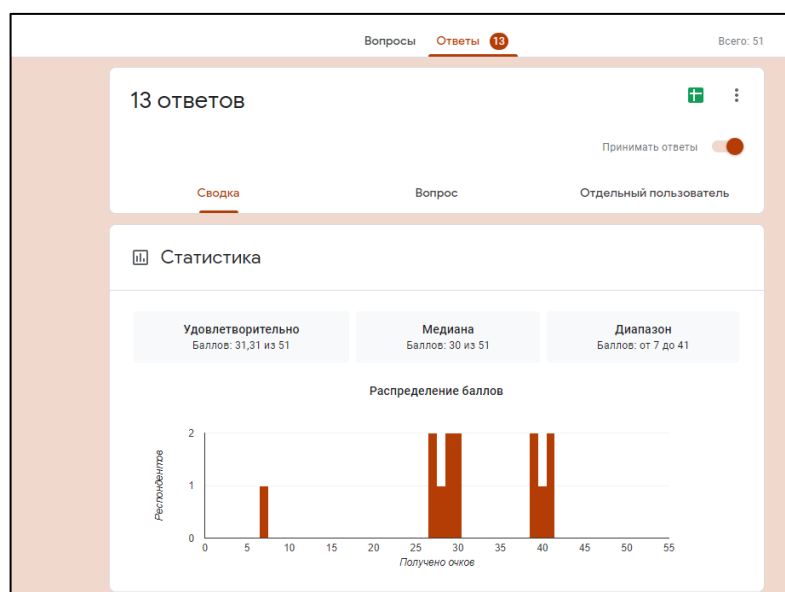 Вопросы Ответы 13 Всего: 51
13 ответов
Принимать ответы
Сводка Вопрос Отдельный пользователь
Статистика
Удовлетворительно Медиана Диапазон
Баллов: 31,31 из 51 Баллов: 30 из 51 Баллов: от 7 до 41
Распределение баллов
Респондентов
2
1
0
0 5 10 15 20 25 30 35 40 45 50 55
Получено очков